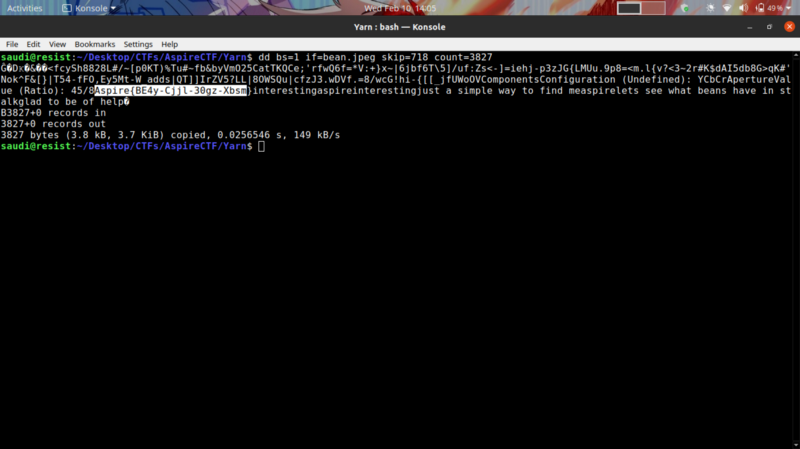 Activities
Konsole
Wed Feb 10, 14:05
49%
Yarn : bash — Konsole
File Edit View Bookmarks Settings Help
saudi@resist:~/Desktop/CTFs/AspireCTF/Yarn$ dd bs=1 if=bean.jpeg skip=718 count=3827
Ĝ�Dx�&��<fcySh8828L#/~[p0KT)%Tu#~fb&byVmO25CatTKQCe;'rfwQ6f=*V:+}x~|6jbf6T\5]/uf:Zs<-]=iehj-p3zJG{LMUu.9p8=<m.l{v?<3~2r#K$dAI5db8G>qK#'
Nok^F&[}|T54-fFO,Ey5Mt-W_adds|QT]]IrZV5?LL|8OWSQu|cfzJ3.wDVf.=8/wcG!hi-{[[_jfUWoOVComponentsConfiguration (Undefined): YCbCrApertureVal
ue (Ratio): 45/8Aspire{BE4y-Cjjl-30gz-Xbsm}interestingaspireinterestingjust a simple way to find measpirelets see what beans have in st
alkglad to be of help�
B3827+0 records in
3827+0 records out
3827 bytes (3.8 kB, 3.7 KiB) copied, 0.0256546 s, 149 kB/s
saudi@resist:~/Desktop/CTFs/AspireCTF/Yarn$